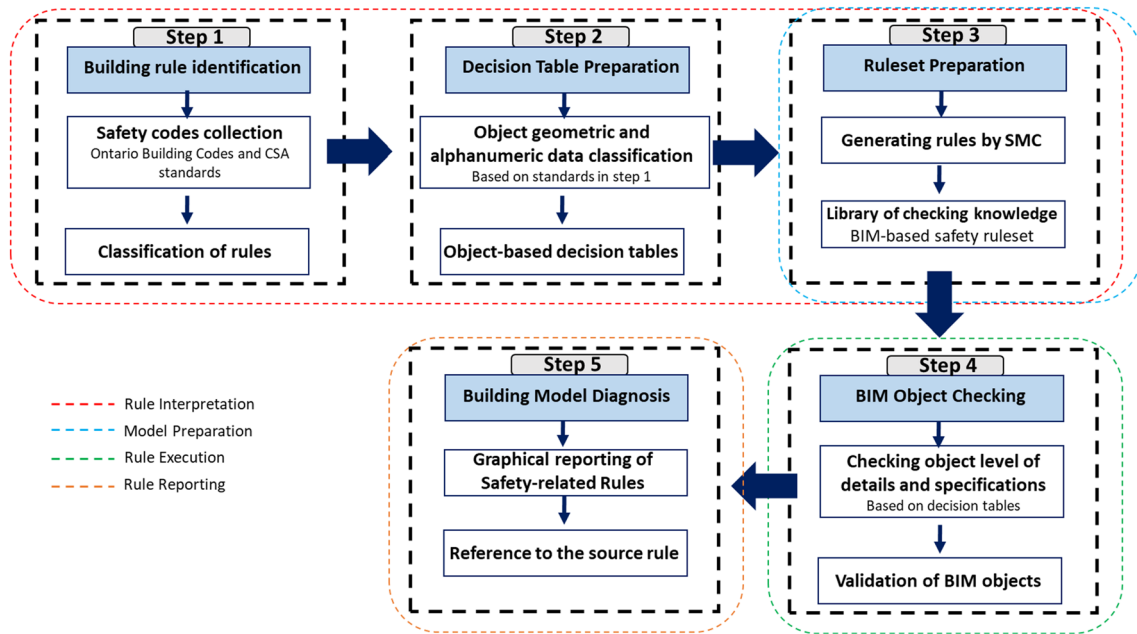 Step 1
Building rule identification
Safety codes collection
Ontario Building Codes and CSA
standards
Classification of rules
Step 2
Decision Table Preparation
Object geometric and
alphanumeric data classification
Based on standards in step 1
Object-based decision tables
Step 3
Ruleset Preparation
Generating rules by SMC
Library of checking knowledge
BIM-based safety ruleset
Step 4
BIM Object Checking
Checking object level of
details and specifications
Based on decision tables
Validation of BIM objects
Step 5
Building Model Diagnosis
Graphical reporting of
Safety-related Rules
Reference to the source rule
Rule Interpretation
Model Preparation
Rule Execution
Rule Reporting